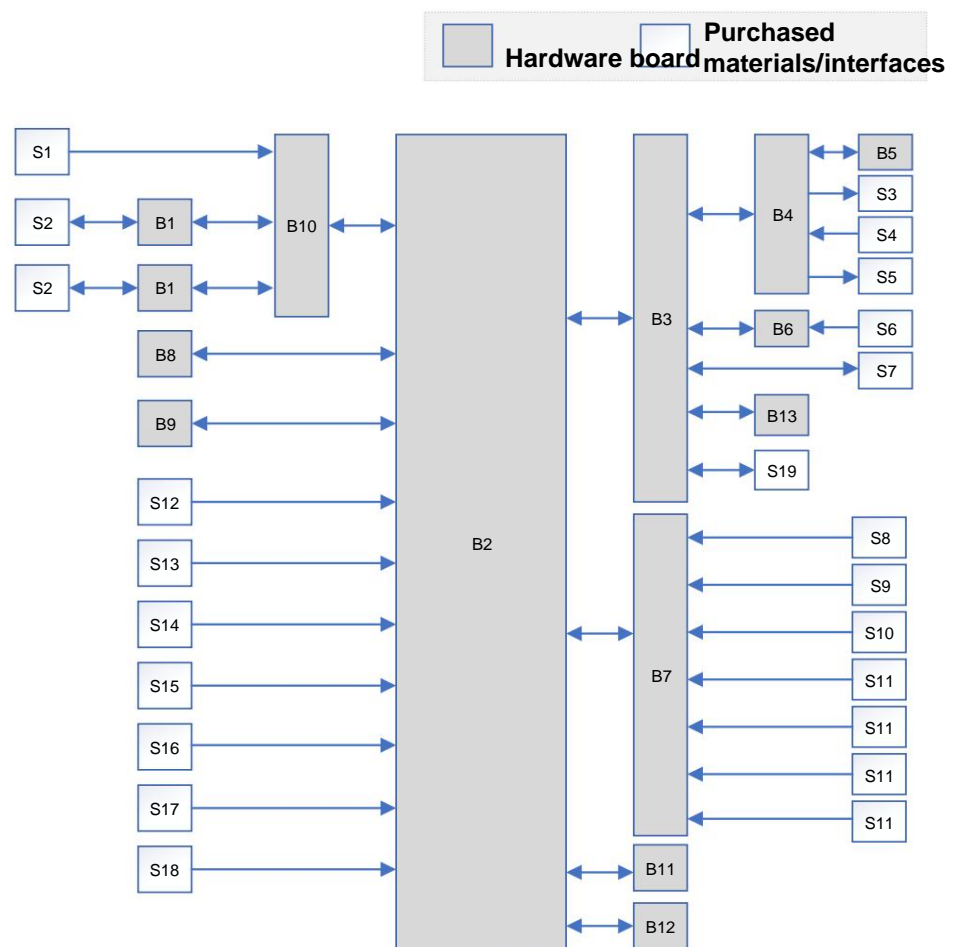 Hardware board
Purchased
materials/interfaces
S1
S2
B1
S2
B1
B10
B8
B9
S12
S13
S14
S15
S16
S17
S18
B2
B3
B4
B5
S3
S4
S5
B6
S6
S7
B13
S19
B7
S8
S9
S10
S11
S11
S11
S11
B11
B12